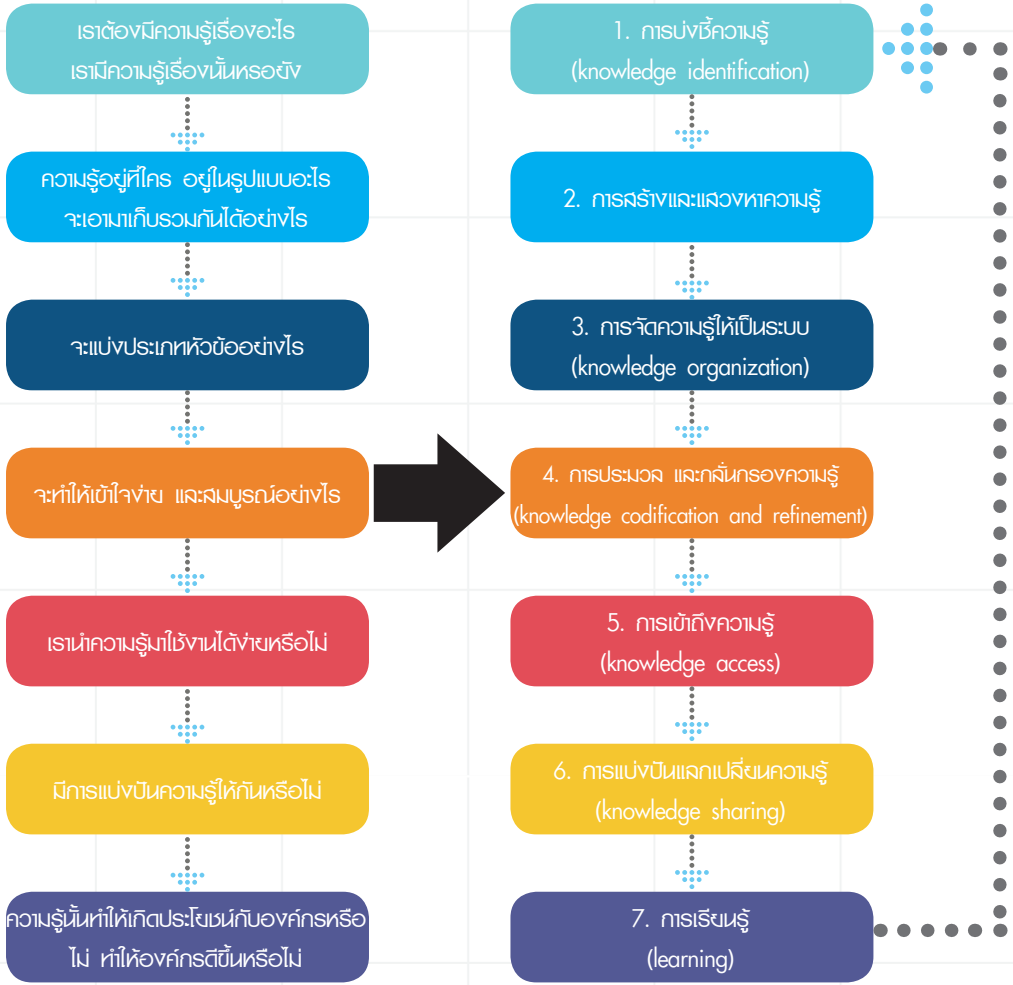 เราต้องมีความรู้เรื่องอะไร
เรามีความรู้เรื่องนั้นหรอยัง
ความรู้อยู่ที่ใคร อยู่ในรูปแบบอะไร
จะเอามาเก็บรวมกันได้อย่างไร
จะแบ่งประเภทหัวข้ออย่างไร
จะทำให้เข้าใจง่าย และสมบูรณ์อย่างไร
เรานำความรู้มาใช้งานได้ง่ายหรือไม่
มีการแบ่งปันความรู้ให้กันหรือไม่
ความรู้นั้นทำให้เกิดประโยชน์กับองค์กรหรือ
ไม่ ทำให้องค์กรดีขึ้นหรือไม่
1. การบ่งชี้ความรู้
(knowledge identification)
2. การสร้างและแสวงหาความรู้
3. การจัดความรู้ให้เป็นระบบ
(knowledge organization)
4. การประมวล และกลั่นกรองความรู้
(knowledge codification and refinement)
5. การเข้าถึงความรู้
(knowledge access)
6. การแบ่งปันแลกเปลี่ยนความรู้
(knowledge sharing)
7. การเรียนรู้
(learning)